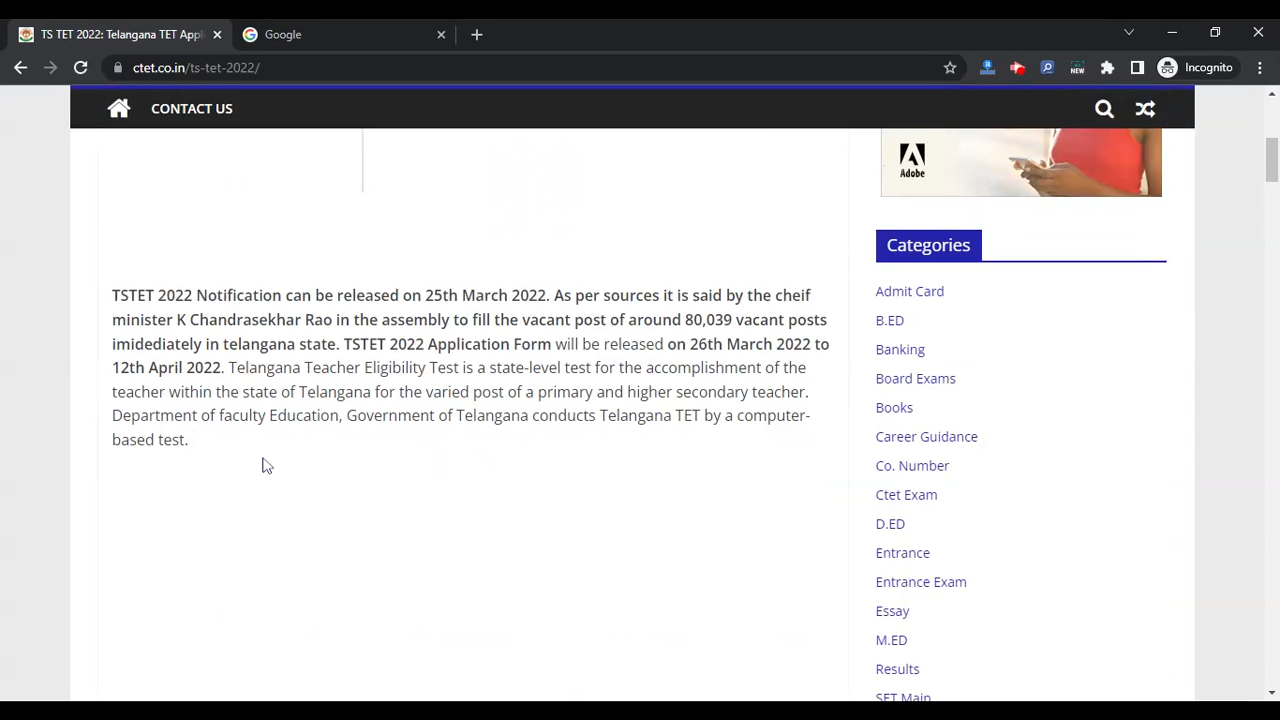 TS TET 2022: Telangana TET Appl
Google
ctet.co.in/ts-tet-2022/
NEW
Incognito
CONTACT US
Adobe
Categories
TSTET 2022 Notification can be released on 25th March 2022. As per sources it is said by the cheif
minister K Chandrasekhar Rao in the assembly to fill the vacant post of around 80,039 vacant posts
imidediately in telangana state. TSTET 2022 Application Form will be released on 26th March 2022 to
12th April 2022. Telangana Teacher Eligibility Test is a state-level test for the accomplishment of the
teacher within the state of Telangana for the varied post of a primary and higher secondary teacher.
Department of faculty Education, Government of Telangana conducts Telangana TET by a computer-
based test.
Admit Card
B.ED
Banking
Board Exams
Books
Career Guidance
Co. Number
Ctet Exam
D.ED
Entrance
Entrance Exam
Essay
M.ED
Results
SET Main